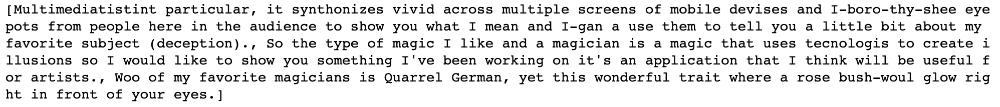 [Multimediatistint particular, it synthonizes vivid across multiple screens of mobile devises and I-boro-thy-shee eye
pots from people here in the audience to show you what I mean and I-gan a use them to tell you a little bit about my
favorite subject (deception)., So the type of magic I like and a magician is a magic that uses tecnologis to create i
llusions so I would like to show you something I've been working on it's an application that I think will be useful f
or artists., Woo of my favorite magicians is Quarrel German, yet this wonderful trait where a rose bush-woul glow rig
ht in front of your eyes.]